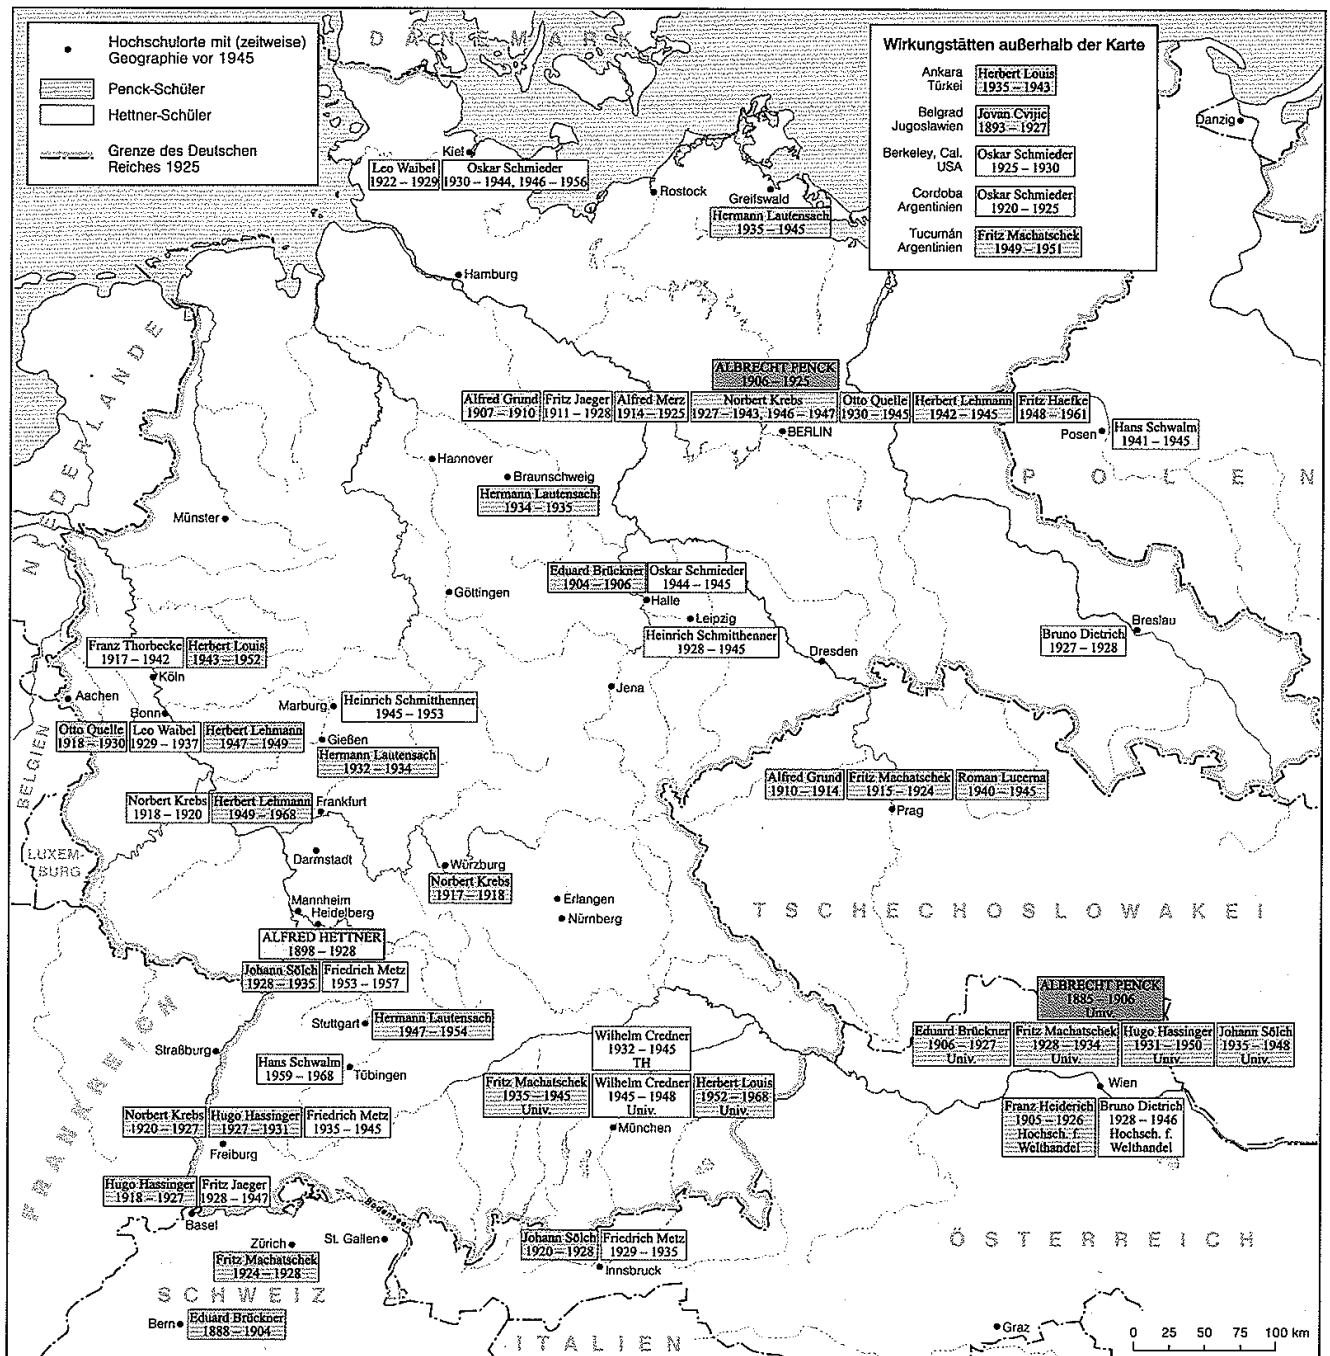 Hochschulorte mit (zeitweise)
Geographie vor 1945
Penck-Schüler
Hettner-Schüler
Grenze des Deutschen
Reiches 1925
Wirkungstätten außerhalb der Karte
Ankara
Türkei
Herbert Louis
1935 – 1943
Belgrad
Jugoslawien
Jovan Cvijic
1893 – 1927
Berkeley, Cal.
USA
Oskar Schmieder
1925 – 1930
Cordoba
Argentinien
Oskar Schmieder
1920 – 1925
Tucumán
Argentinien
Fritz Machatschek
1949 – 1951
DÄNEMARK
Danzig
Kiel
Leo Waibel
1922 – 1929
Oskar Schmieder
1930 – 1944, 1946 – 1956
Rostock
Greifswald
Hermann Lautensach
1935 – 1945
Hamburg
NIEDERLANDE
ALBRECHT PENCK
1906 – 1925
Alfred Grund
1907 – 1910
Fritz Jaeger
1911 – 1928
Alfred Merz
1914 – 1925
Norbert Krebs
1927 – 1943, 1946 – 1947
Otto Quelle
1930 – 1945
Herbert Lehmann
1942 – 1945
Fritz Haefke
1948 – 1961
BERLIN
Posen
Hans Schwalm
1941 – 1945
POLEN
Hannover
Braunschweig
Hermann Lautensach
1934 – 1935
Münster
Göttingen
Eduard Brückner
1904 – 1906
Oskar Schmieder
1944 – 1945
Halle
Leipzig
Heinrich Schmitthenner
1928 – 1945
Dresden
Bruno Dietrich
1927 – 1928
Breslau
Franz Thorbecke
1917 – 1942
Herbert Louis
1943 – 1952
Köln
Aachen
Bonn
Otto Quelle
1918 – 1930
Leo Waibel
1929 – 1937
Herbert Lehmann
1947 – 1949
BELGIEN
Marburg
Heinrich Schmitthenner
1945 – 1953
Gießen
Hermann Lautensach
1932 – 1934
Jena
Norbert Krebs
1918 – 1920
Herbert Lehmann
1949 – 1968
Frankfurt
Alfred Grund
1910 – 1914
Fritz Machatschek
1915 – 1924
Roman Lucerna
1940 – 1945
Prag
LUXEM-
BURG
Darmstadt
Würzburg
Norbert Krebs
1917 – 1918
Erlangen
Nürnberg
TSCHECHOSLOWAKEI
Mannheim
Heidelberg
ALFRED HETTNER
1898 – 1928
Johann Sölch
1928 – 1935
Friedrich Metz
1953 – 1957
FRANKREICH
Stuttgart
Hermann Lautensach
1947 – 1954
Straßburg
Hans Schwalm
1959 – 1968
Tübingen
Wilhelm Credner
1932 – 1945
TH
Fritz Machatschek
1935 – 1945
Univ.
Wilhelm Credner
1945 – 1948
Univ.
Herbert Louis
1952 – 1968
Univ.
München
ALBRECHT PENCK
1885 – 1906
Univ.
Eduard Brückner
1906 – 1927
Univ.
Fritz Machatschek
1928 – 1934
Univ.
Hugo Hassinger
1931 – 1950
Univ.
Johann Sölch
1935 – 1948
Univ.
Wien
Franz Heiderich
1905 – 1926
Hochsch. f.
Welthandel
Bruno Dietrich
1928 – 1946
Hochsch. f.
Welthandel
Norbert Krebs
1920 – 1927
Hugo Hassinger
1927 – 1931
Friedrich Metz
1935 – 1945
Freiburg
Hugo Hassinger
1918 – 1927
Fritz Jaeger
1928 – 1947
Basel
Bodensee
Zürich
Fritz Machatschek
1924 – 1928
St. Gallen
Johann Sölch
1920 – 1928
Friedrich Metz
1929 – 1935
Innsbruck
ÖSTERREICH
SCHWEIZ
Bern
Eduard Brückner
1888 – 1904
ITALIEN
Graz
0 25 50 75 100 km